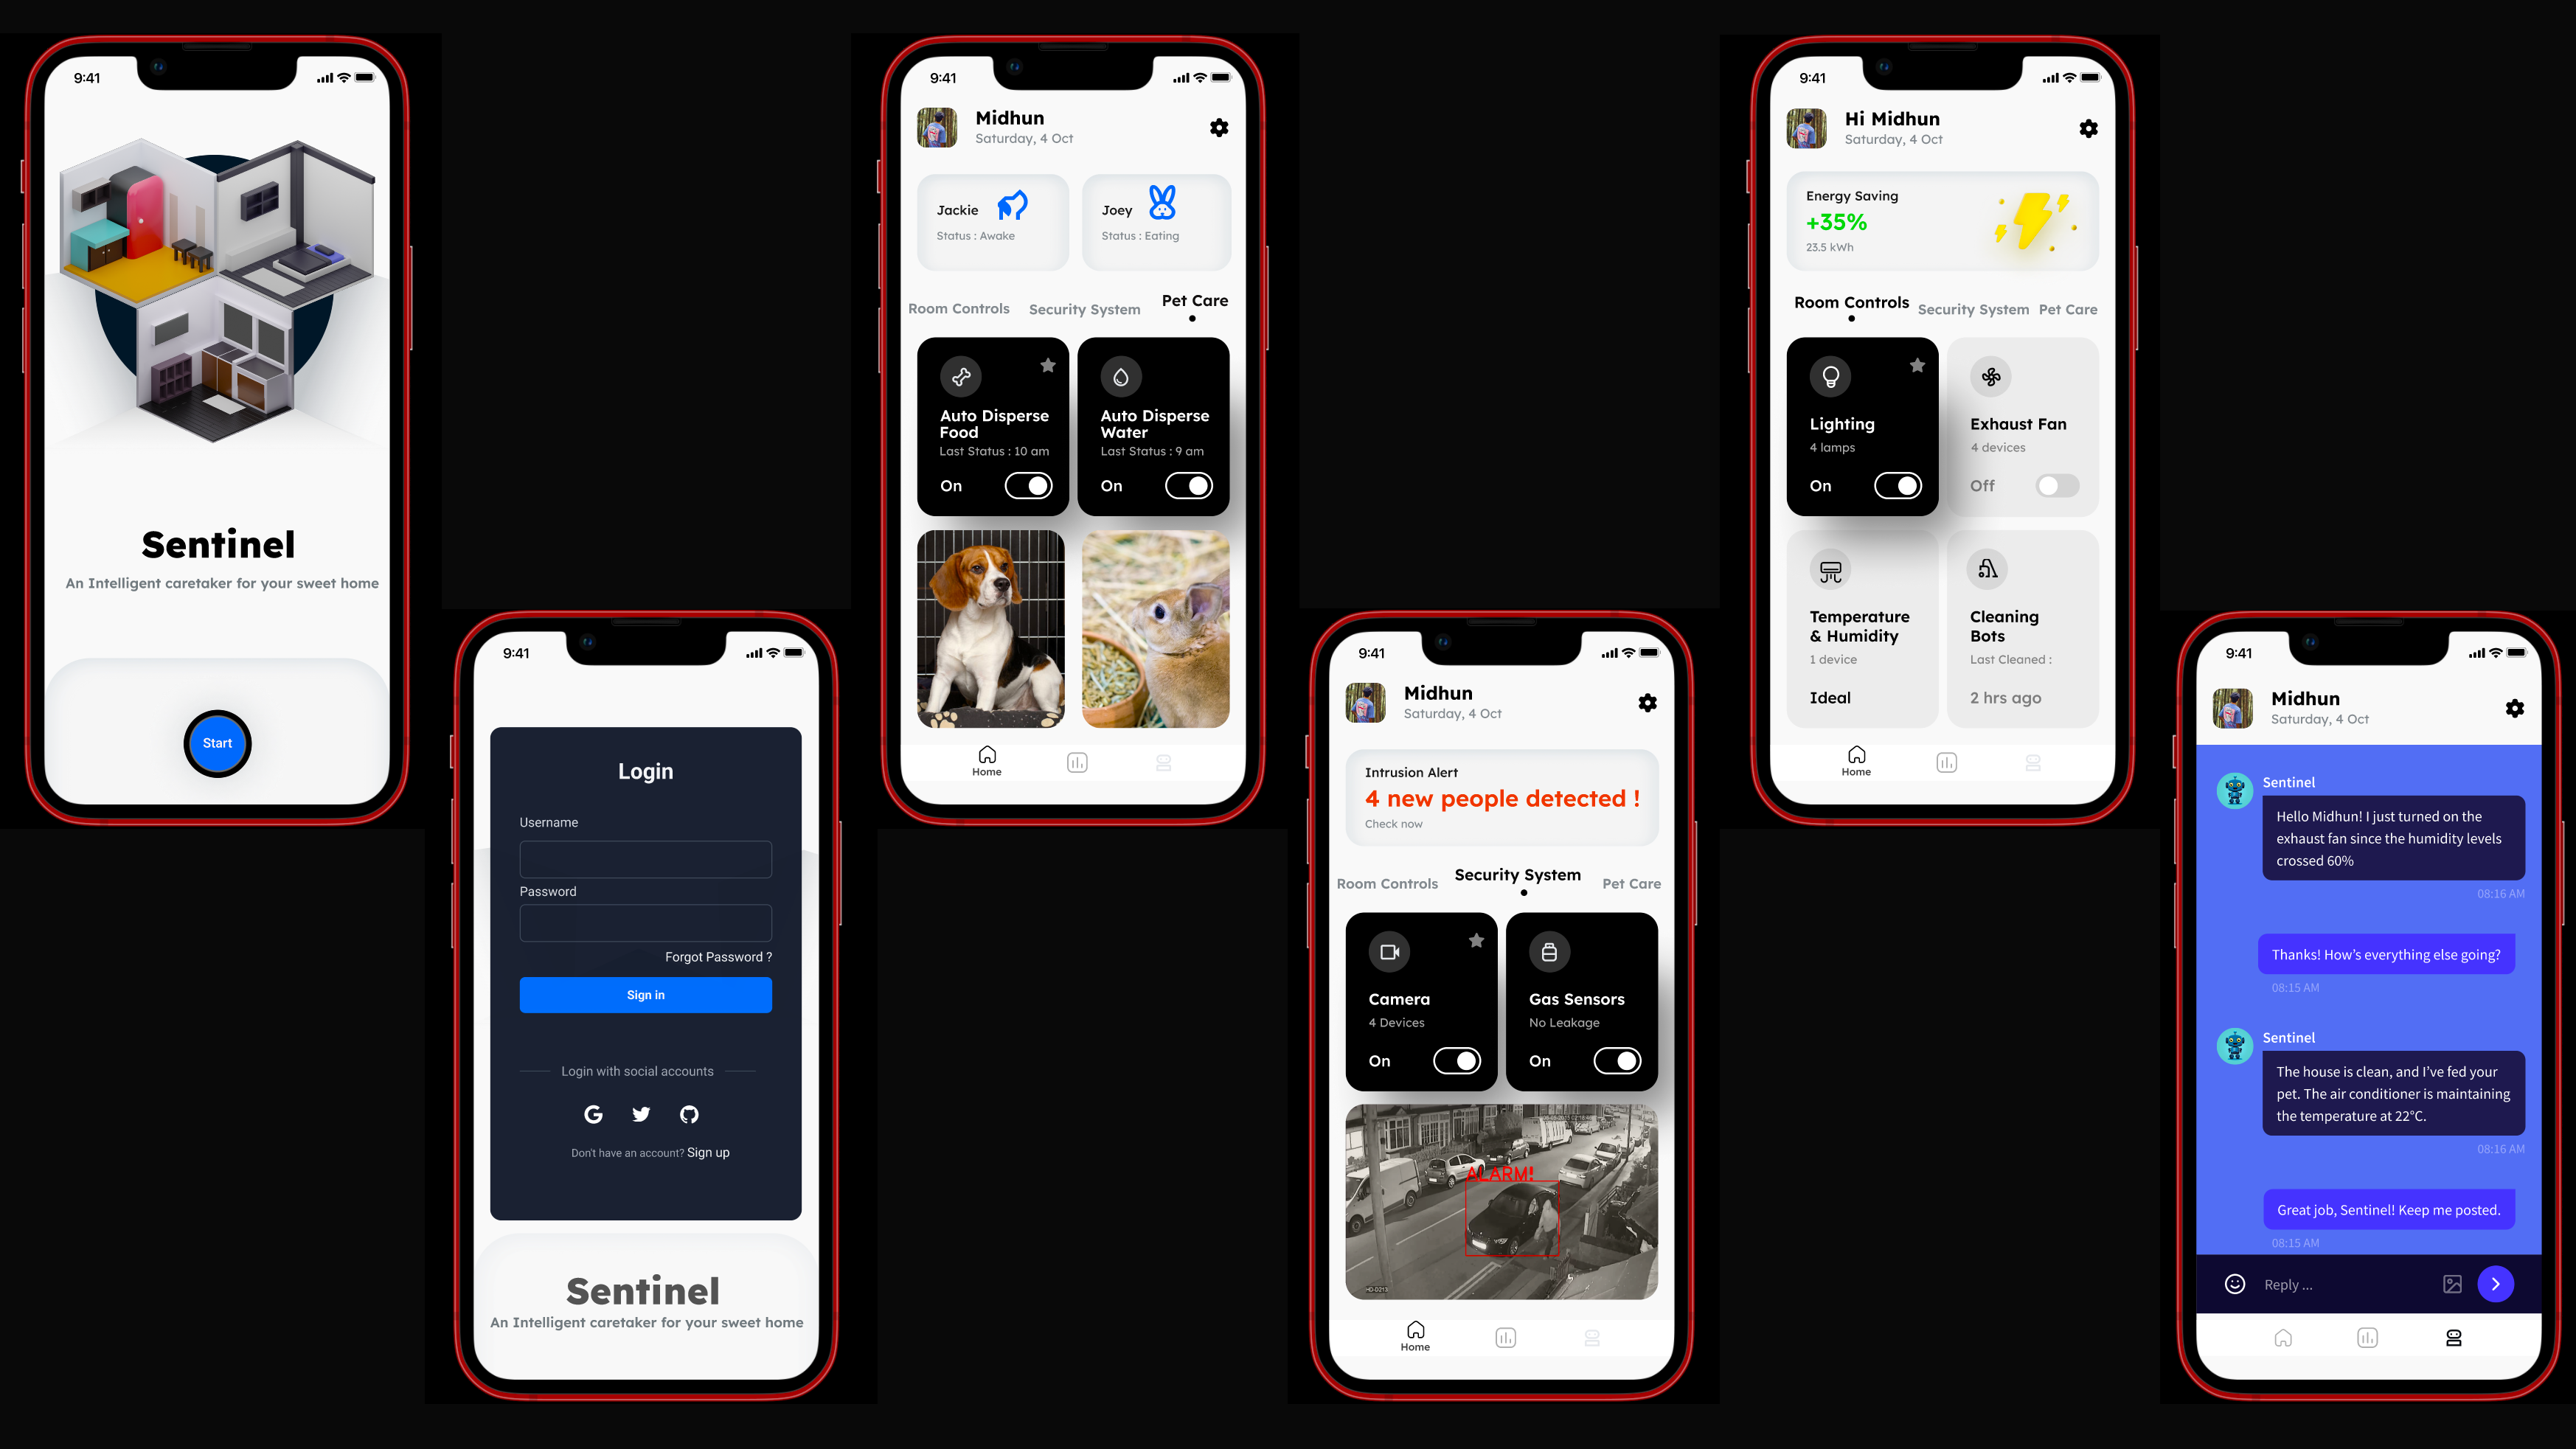 9:41
Sentinel
An Intelligent caretaker for your sweet home
Start
9:41
Login
Username
Password
Forgot Password ?
Sign in
Login with social accounts
Don't have an account? Sign up
Sentinel
An Intelligent caretaker for your sweet home
9:41
Midhun
Saturday, 4 Oct
Jackie
Status : Awake
Joey
Status : Eating
Room Controls Security System Pet Care
Auto Disperse
Food
Last Status : 10 am
On
Auto Disperse
Water
Last Status : 9 am
On
Home
9:41
Midhun
Saturday, 4 Oct
Intrusion Alert
4 new people detected !
Check now
Room Controls Security System Pet Care
Camera
4 Devices
On
Gas Sensors
No Leakage
On
ALARM!
Home
9:41
Hi Midhun
Saturday, 4 Oct
Energy Saving
+35%
23.5 kWh
Room Controls Security System Pet Care
Lighting
4 lamps
On
Exhaust Fan
4 devices
Off
Temperature
& Humidity
1 device
Ideal
Cleaning
Bots
Last Cleaned :
2 hrs ago
Home
9:41
Midhun
Saturday, 4 Oct
Sentinel
Hello Midhun! I just turned on the
exhaust fan since the humidity levels
crossed 60%
08:16 AM
Thanks! How's everything else going?
08:15 AM
Sentinel
The house is clean, and I've fed your
pet. The air conditioner is maintaining
the temperature at 22°C.
08:16 AM
Great job, Sentinel! Keep me posted.
08:15 AM
Reply ...